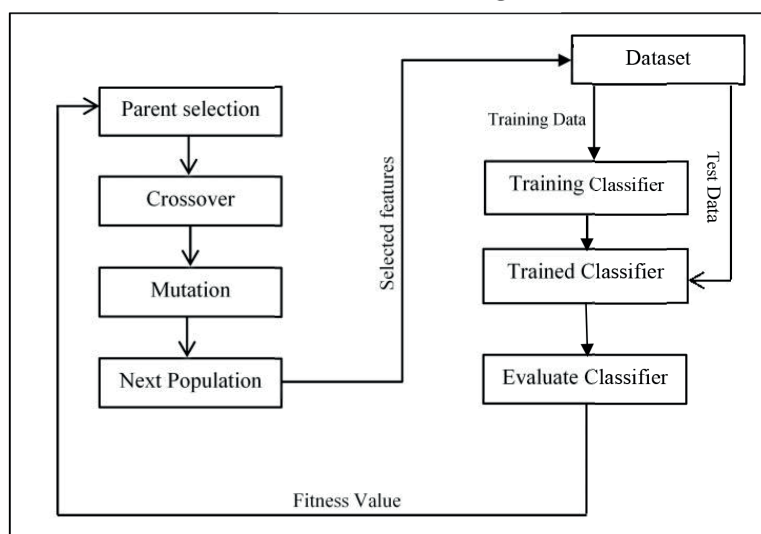 Parent selection
Crossover
Mutation
Next Population
Selected features
Dataset
Training Data
Test Data
Training Classifier
Trained Classifier
Evaluate Classifier
Fitness Value